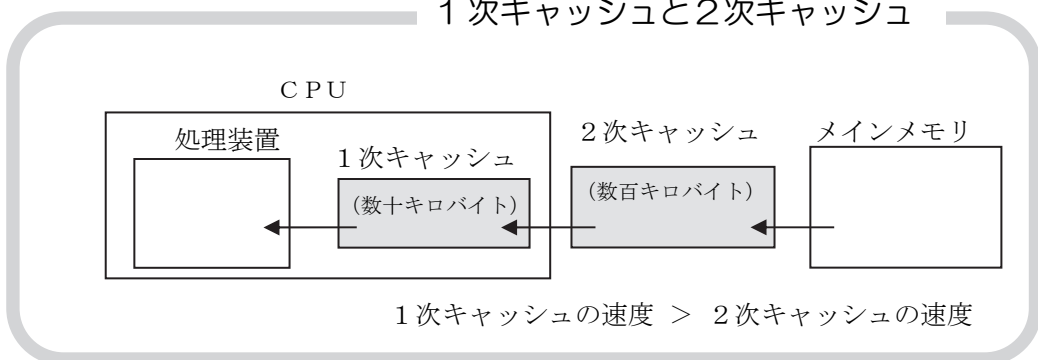 １次キャッシュと２次キャッシュ
ＣＰＵ
処理装置
１次キャッシュ
２次キャッシュ
メインメモリ
（数十キロバイト）
（数百キロバイト）
１次キャッシュの速度 ＞ ２次キャッシュの速度